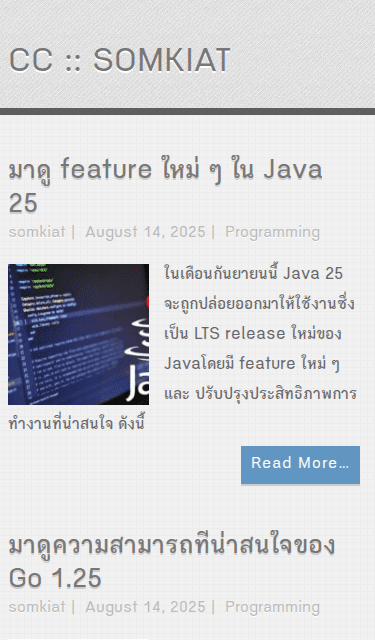 CC :: SOMKIAT
มาดู feature ใหม่ ๆ ใน Java
25
somkiat | August 14, 2025 | Programming
ในเดือนกันยายนนี้ Java 25
จะถูกปล่อยออกมาให้ใช้งานซึ่ง
เป็น LTS release ใหม่ของ
Javaโดยมี feature ใหม่ ๆ
และ ปรับปรุงประสิทธิภาพการ
ทำงานที่น่าสนใจ ดังนี้
Read More...
มาดูความสามารถที่น่าสนใจของ
Go 1.25
somkiat | August 14, 2025 | Programming